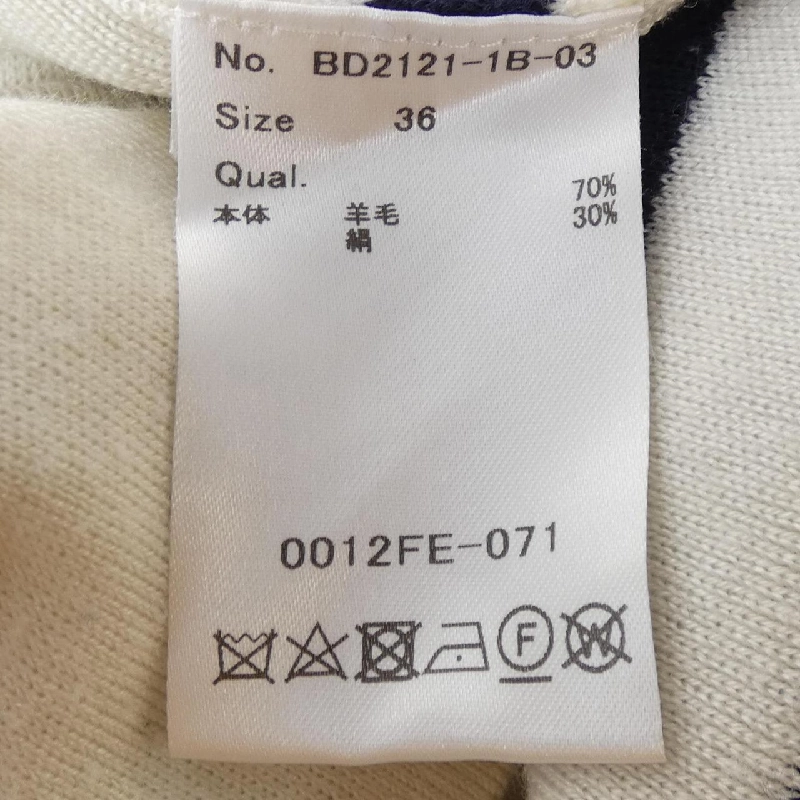 No. BD2121-1B-03
Size 36
Qual.
70%
本体 羊毛 30%
絹
0012FE-071
F W